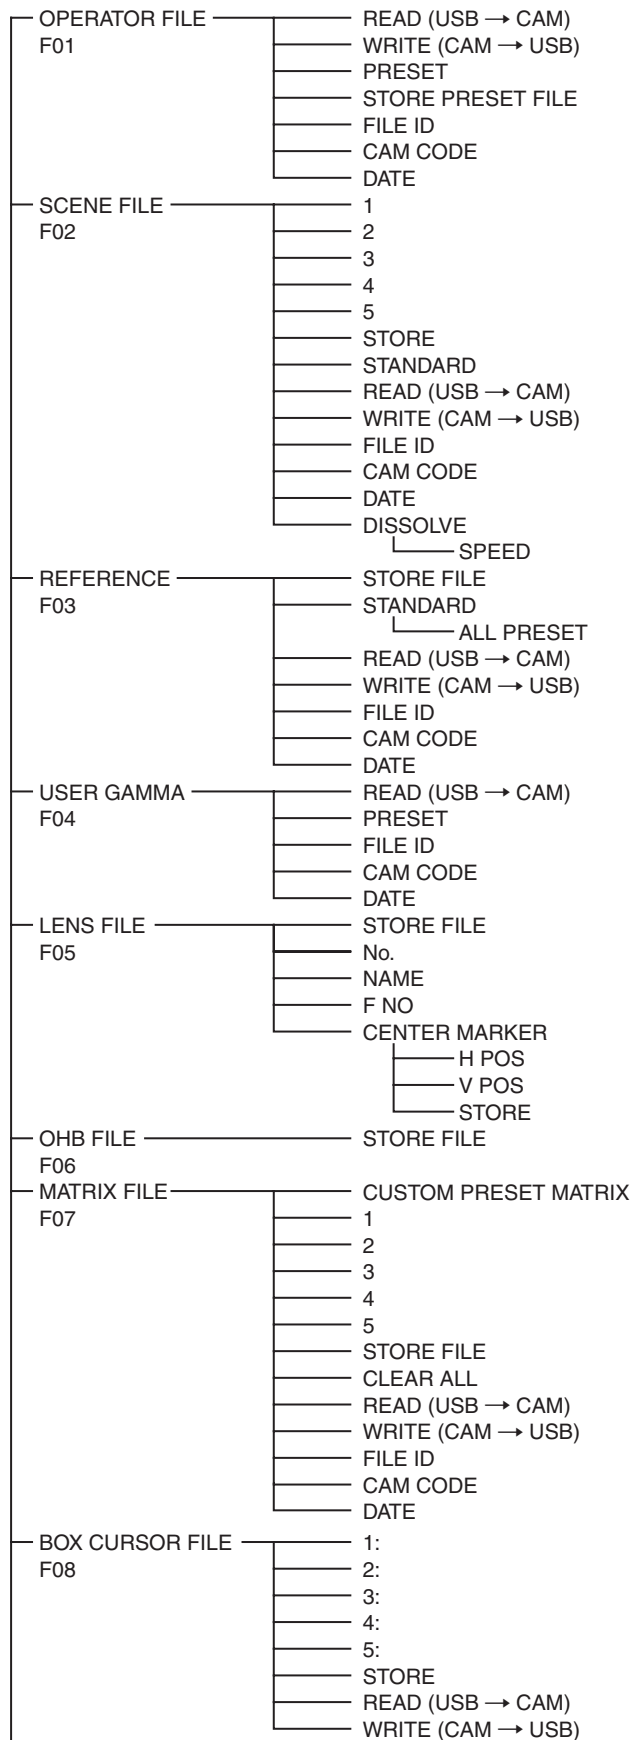 OPERATOR FILE READ (USB → CAM)
F01 WRITE (CAM → USB)
PRESET
STORE PRESET FILE
FILE ID
CAM CODE
DATE
SCENE FILE 1
F02 2
3
4
5
STORE
STANDARD
READ (USB → CAM)
WRITE (CAM → USB)
FILE ID
CAM CODE
DATE
DISSOLVE
SPEED
REFERENCE STORE FILE
F03 STANDARD
ALL PRESET
READ (USB → CAM)
WRITE (CAM → USB)
FILE ID
CAM CODE
DATE
USER GAMMA READ (USB → CAM)
F04 PRESET
FILE ID
CAM CODE
DATE
LENS FILE STORE FILE
F05 No.
NAME
F NO
CENTER MARKER
H POS
V POS
STORE
OHB FILE STORE FILE
F06
MATRIX FILE CUSTOM PRESET MATRIX
F07 1
2
3
4
5
STORE FILE
CLEAR ALL
READ (USB → CAM)
WRITE (CAM → USB)
FILE ID
CAM CODE
DATE
BOX CURSOR FILE 1:
F08 2:
3:
4:
5:
STORE
READ (USB → CAM)
WRITE (CAM → USB)